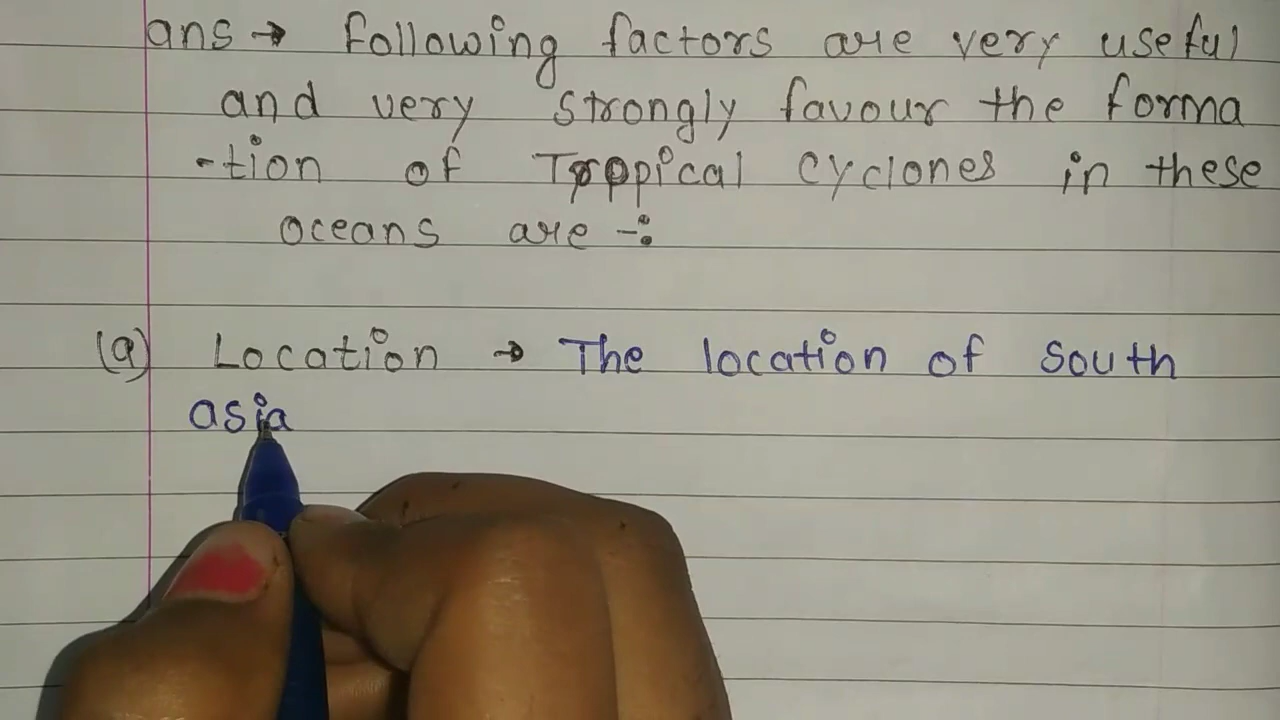 ans → following factors are very useful
and very strongly favour the forma
-tion of Tropical cyclones in these
oceans are -:
(a) Location → The location of south
asia